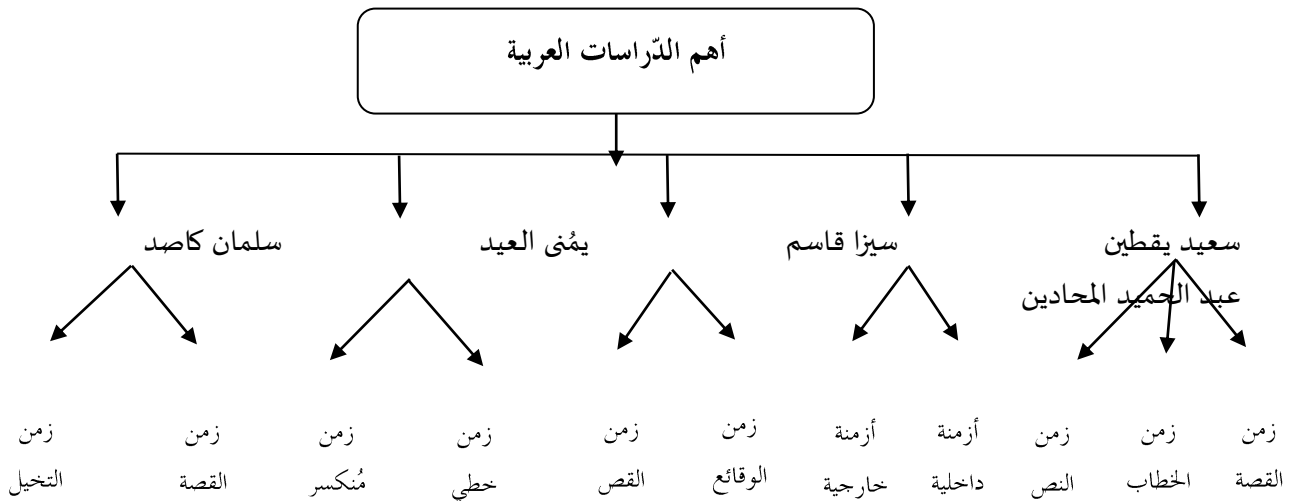 أهم الدّراسات العربية
سعيد يقطين سيزا قاسم يمُنى العيد سلمان كاصد
عبد الحميد المحادين
زمن زمن زمن أزمنة أزمنة زمن زمن زمن زمن زمن زمن
القصة الخطاب النص داخلية خارجية الوقائع القص خطي مُنكسر القصة التخيل